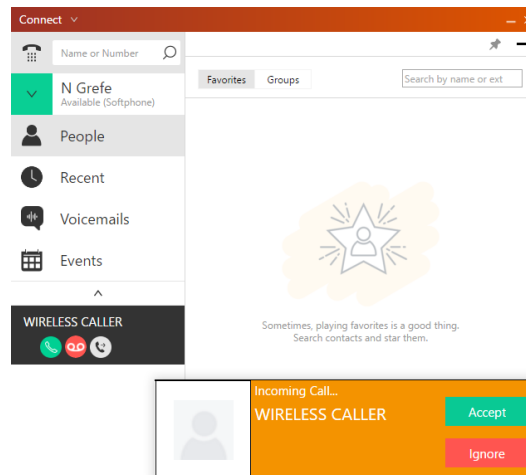 Connect
Name or Number
N Grefe
Available (Softphone)
People
Recent
Voicemails
Events
WIRELESS CALLER
Favorites
Groups
Search by name or ext
Sometimes, playing favorites is a good thing.
Search contacts and star them.
Incoming Call...
WIRELESS CALLER
Accept
Ignore